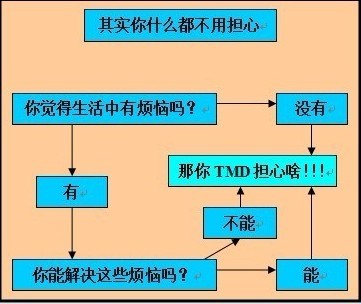 其实你什么都不用担心
你觉得生活中有烦恼吗？
没有
有
那你 TMD 担心啥!!!
不能
你能解决这些烦恼吗？
能